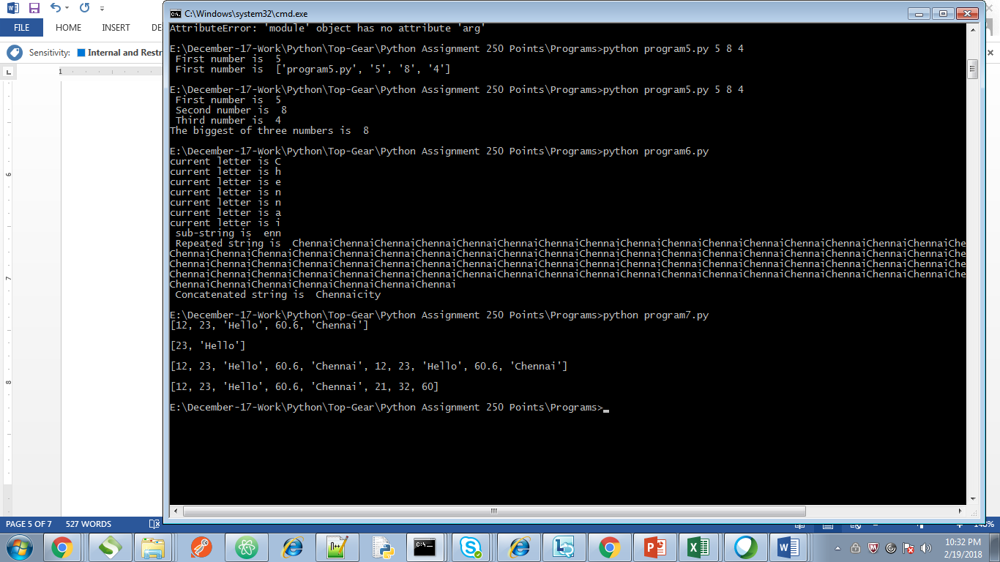 FILE HOME INSERT DE
Sensitivity: Internal and Restr
1
6
7
8
PAGE 5 OF 7 527 WORDS
C:\Windows\system32\cmd.exe
AttributeError: 'module' object has no attribute 'arg'
E:\December-17-Work\Python\Top-Gear\Python Assignment 250 Points\Programs>python program5.py 5 8 4
First number is 5
First number is ['program5.py', '5', '8', '4']
E:\December-17-Work\Python\Top-Gear\Python Assignment 250 Points\Programs>python program5.py 5 8 4
First number is 5
Second number is 8
Third number is 4
The biggest of three numbers is 8
E:\December-17-Work\Python\Top-Gear\Python Assignment 250 Points\Programs>python program6.py
current letter is C
current letter is h
current letter is e
current letter is n
current letter is n
current letter is a
current letter is i
sub-string is enn
Repeated string is ChennaiChennaiChennaiChennaiChennaiChennaiChennaiChennaiChennaiChennaiChennaiChennaiChennaiChennaiChennaiChennaiChe
ChennaiChennaiChennaiChennaiChennaiChennaiChennaiChennaiChennaiChennaiChennaiChennaiChennaiChennaiChennaiChennaiChennaiChennaiChennaiChe
ChennaiChennaiChennaiChennaiChennaiChennaiChennaiChennaiChennaiChennaiChennaiChennaiChennaiChennaiChennaiChennaiChennaiChennaiChennaiChe
ChennaiChennaiChennaiChennaiChennaiChennaiChennaiChennaiChennaiChennaiChennaiChennaiChennaiChennaiChennaiChennaiChennaiChennaiChennaiChe
ChennaiChennaiChennaiChennaiChennaiChennaiChennai
Concatenated string is Chennaicity
E:\December-17-Work\Python\Top-Gear\Python Assignment 250 Points\Programs>python program7.py
[12, 23, 'Hello', 60.6, 'Chennai']
[23, 'Hello']
[12, 23, 'Hello', 60.6, 'Chennai', 12, 23, 'Hello', 60.6, 'Chennai']
[12, 23, 'Hello', 60.6, 'Chennai', 21, 32, 60]
E:\December-17-Work\Python\Top-Gear\Python Assignment 250 Points\Programs>_
10:32 PM
2/19/2018